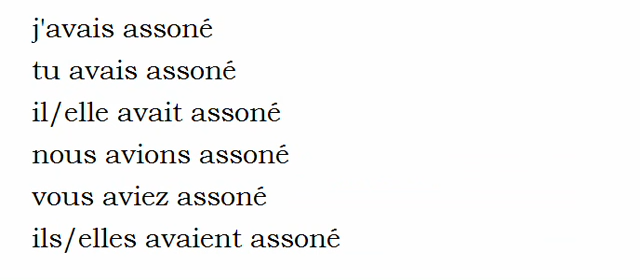 j'avais assoné
tu avais assoné
il/elle avait assoné
nous avions assoné
vous aviez assoné
ils/elles avaient assoné